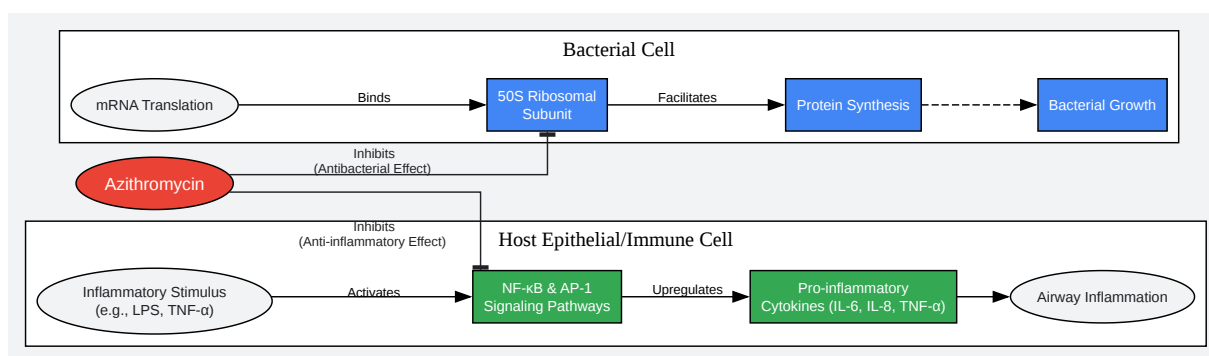 Bacterial Cell
mRNA Translation
Binds
50S Ribosomal
Subunit
Facilitates
Protein Synthesis
Bacterial Growth
Azithromycin
Inhibits
(Antibacterial Effect)
Inhibits
(Anti-inflammatory Effect)
Host Epithelial/Immune Cell
Inflammatory Stimulus
(e.g., LPS, TNF-α)
Activates
NF-κB & AP-1
Signaling Pathways
Upregulates
Pro-inflammatory
Cytokines (IL-6, IL-8, TNF-α)
Airway Inflammation